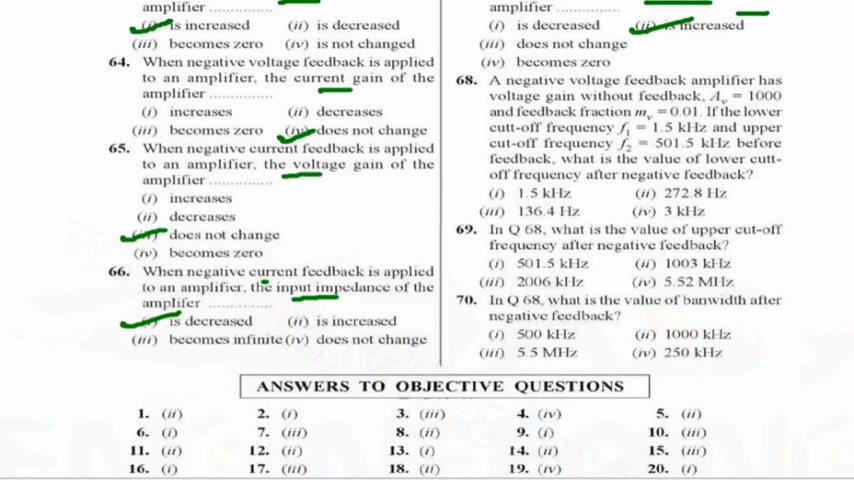 amplifier ..............
(i) is increased (ii) is decreased
(iii) becomes zero (iv) is not changed
64. When negative voltage feedback is applied
to an amplifier, the current gain of the
amplifier ..............
(i) increases (ii) decreases
(iii) becomes zero (iv) does not change
65. When negative current feedback is applied
to an amplifier, the voltage gain of the
amplifier ..............
(i) increases
(ii) decreases
(iii) does not change
(iv) becomes zero
66. When negative current feedback is applied
to an amplifier, the input impedance of the
amplifer ..............
(i) is decreased (ii) is increased
(iii) becomes infinite (iv) does not change
amplifier ..............
(i) is decreased (ii) is increased
(iii) does not change
(iv) becomes zero
68. A negative voltage feedback amplifier has
voltage gain without feedback, Av = 1000
and feedback fraction mv = 0.01. If the lower
cutt-off frequency f1 = 1.5 kHz and upper
cut-off frequency f2 = 501.5 kHz before
feedback, what is the value of lower cutt-
off frequency after negative feedback?
(i) 1.5 kHz (ii) 272.8 Hz
(iii) 136.4 Hz (iv) 3 kHz
69. In Q 68, what is the value of upper cut-off
frequency after negative feedback?
(i) 501.5 kHz (ii) 1003 kHz
(iii) 2006 kHz (iv) 5.52 MHz
70. In Q 68, what is the value of banwidth after
negative feedback?
(i) 500 kHz (ii) 1000 kHz
(iii) 5.5 MHz (iv) 250 kHz
ANSWERS TO OBJECTIVE QUESTIONS
1. (ii) 2. (i) 3. (iii) 4. (iv) 5. (ii)
6. (i) 7. (iii) 8. (ii) 9. (i) 10. (iii)
11. (ii) 12. (ii) 13. (i) 14. (ii) 15. (iii)
16. (i) 17. (iii) 18. (ii) 19. (iv) 20. (i)